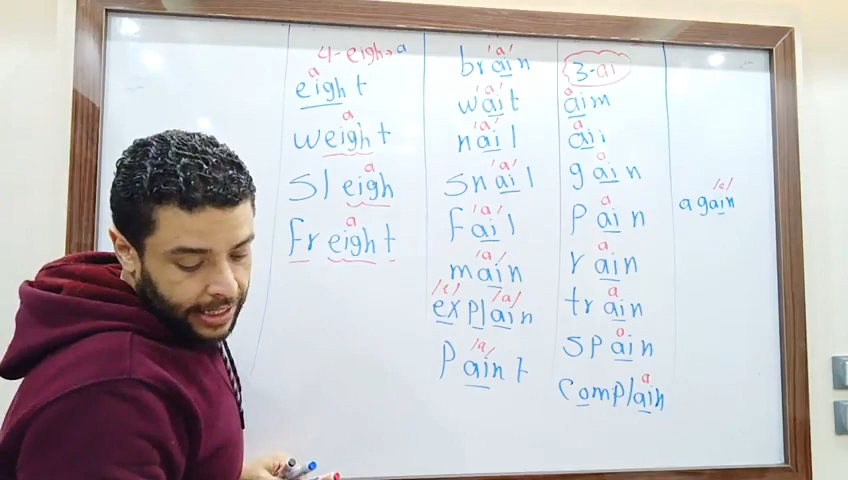 4- eigh → a
a
eight
a
weight
a
sleigh
a
Freight
'a'
brain
'a'
wait
'a'
nail
'a'
snail
'a'
Fail
'a'
main
/e/ /a/
explain
/a/
Paint
3-ai
a
aim
a
aii
a
gain
a
Pain
a
rain
a
train
a
spain
a
complain
/e/
again